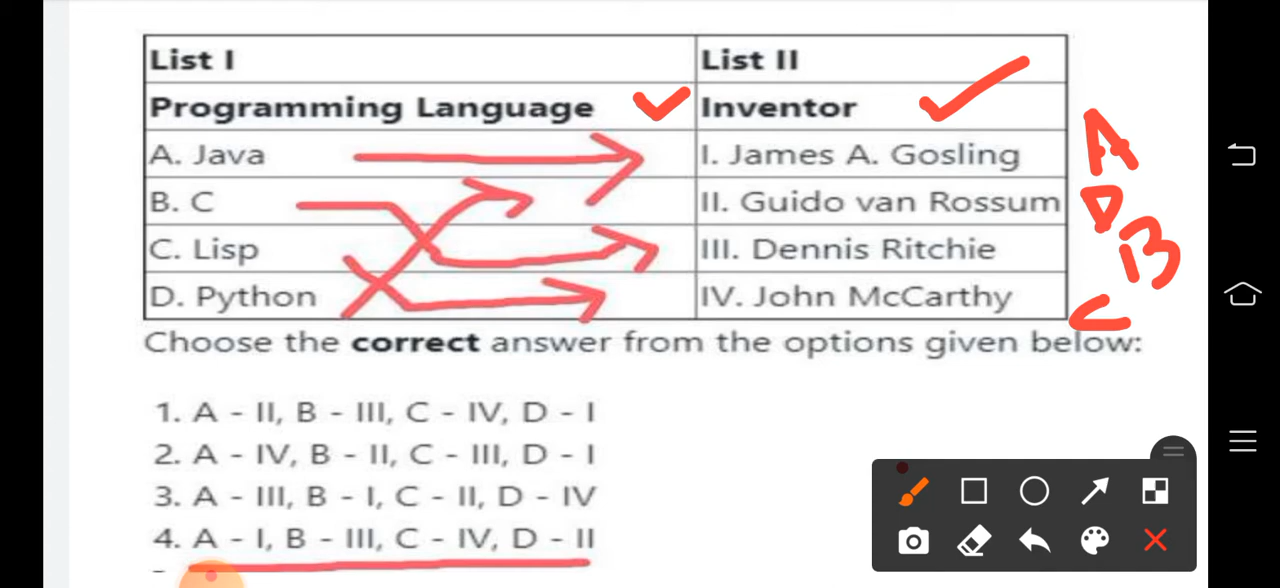 List I List II
Programming Language Inventor
A. Java I. James A. Gosling
B. C II. Guido van Rossum
C. Lisp III. Dennis Ritchie
D. Python IV. John McCarthy
A
D
B
C
Choose the correct answer from the options given below:
1. A - II, B - III, C - IV, D - I
2. A - IV, B - II, C - III, D - I
3. A - III, B - I, C - II, D - IV
4. A - I, B - III, C - IV, D - II